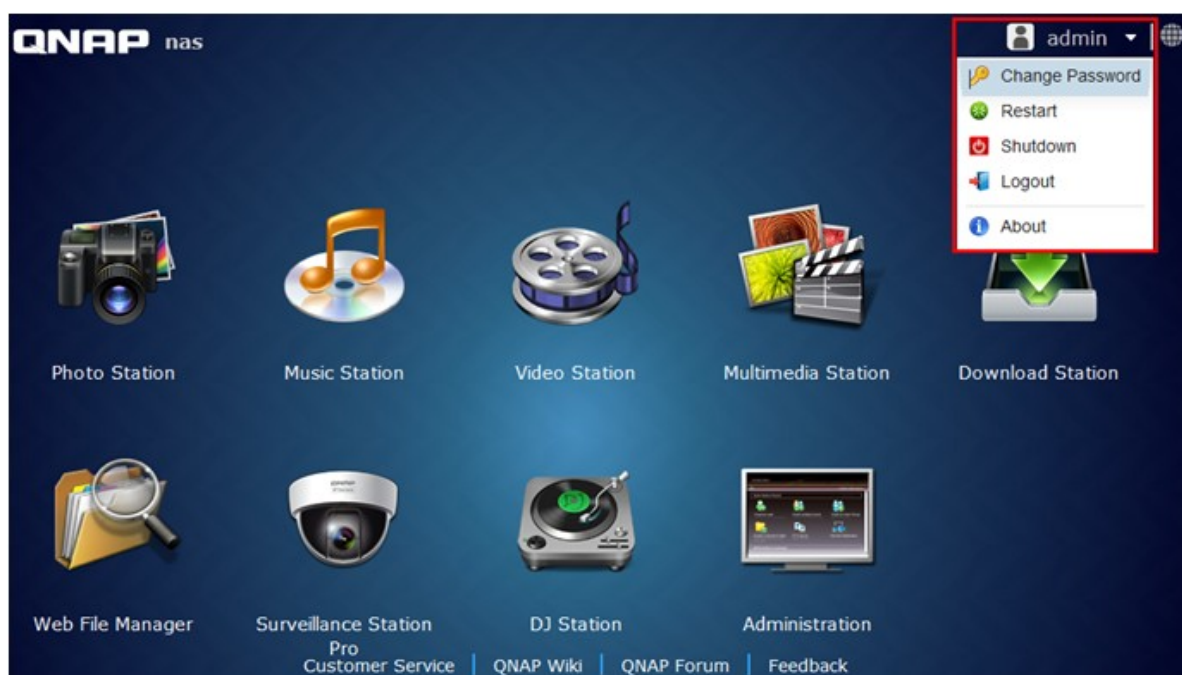 QNAP nas
admin
Change Password
Restart
Shutdown
Logout
About
Photo Station
Music Station
Video Station
Multimedia Station
Download Station
Web File Manager
Surveillance Station
Pro
DJ Station
Administration
Customer Service | QNAP Wiki | QNAP Forum | Feedback